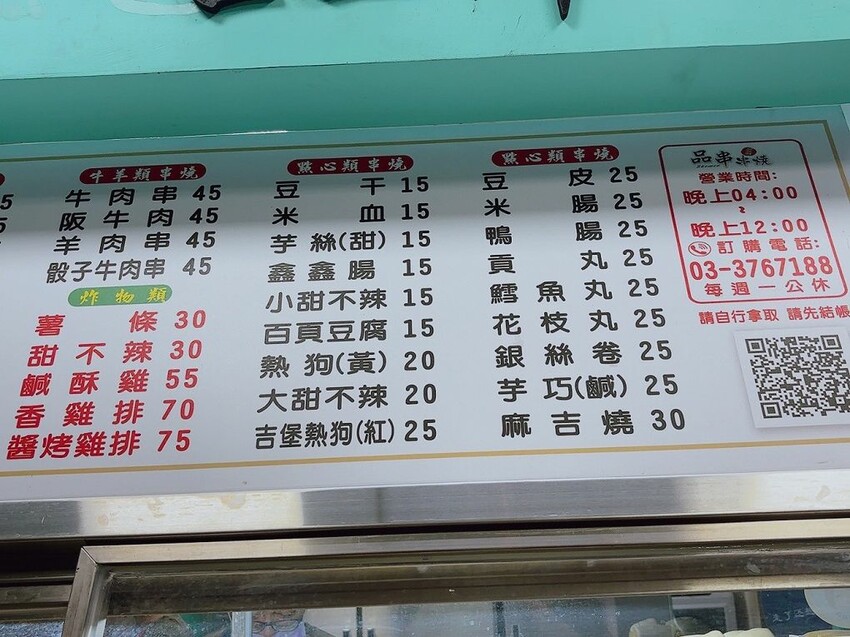 牛羊類串燒
牛肉串 45
阪牛肉 45
羊肉串 45
骰子牛肉串 45
炸物類
薯條 30
甜不辣 30
鹹酥雞 55
香雞排 70
醬烤雞排 75
點心類串燒
豆干 15
米血 15
芋絲(甜) 15
鑫鑫腸 15
小甜不辣 15
百頁豆腐 15
熱狗(黃) 20
大甜不辣 20
吉堡熱狗(紅) 25
點心類串燒
豆皮 25
米腸 25
鴨腸 25
貢丸 25
鱈魚丸 25
花枝丸 25
銀絲卷 25
芋巧(鹹) 25
麻吉燒 30
品串串燒
營業時間:
晚上04:00
~
晚上12:00
訂購電話:
03-3767188
每週一公休
請自行拿取 請先結帳